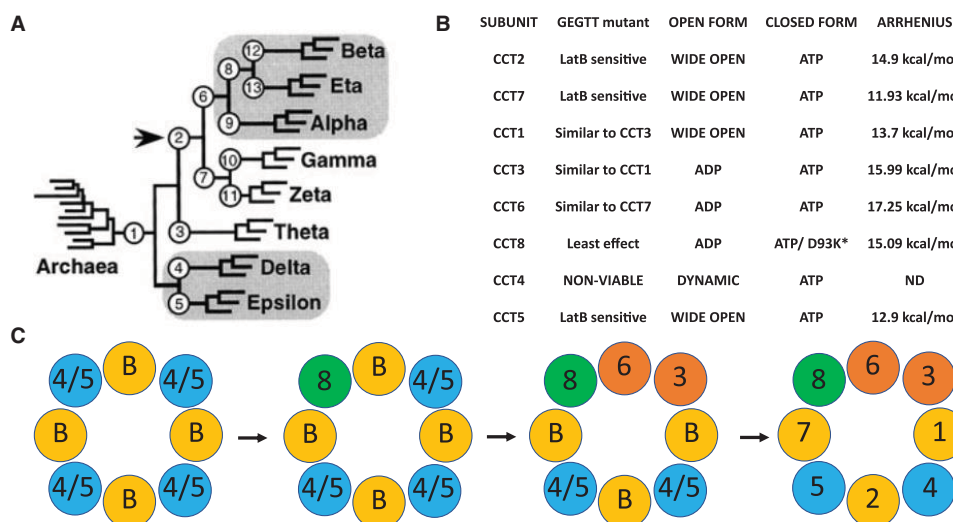 A
12
Beta
8
13
Eta
6
9
Alpha
2
10
Gamma
7
11
Zeta
1
3
Theta
Archaea
4
Delta
5
Epsilon
B
SUBUNIT GEGTT mutant OPEN FORM CLOSED FORM ARRHENIUS
CCT2 LatB sensitive WIDE OPEN ATP 14.9 kcal/mo
CCT7 LatB sensitive WIDE OPEN ATP 11.93 kcal/mo
CCT1 Similar to CCT3 WIDE OPEN ATP 13.7 kcal/mo
CCT3 Similar to CCT1 ADP ATP 15.99 kcal/mo
CCT6 Similar to CCT7 ADP ATP 17.25 kcal/mo
CCT8 Least effect ADP ATP/ D93K* 15.09 kcal/mo
CCT4 NON-VIABLE DYNAMIC ATP ND
CCT5 LatB sensitive WIDE OPEN ATP 12.9 kcal/mo
C
4/5 B 4/5
B B
4/5 B 4/5
8 B 4/5
B B
4/5 B 4/5
8 6 3
B B
4/5 B 4/5
8 6 3
7 1
5 2 4